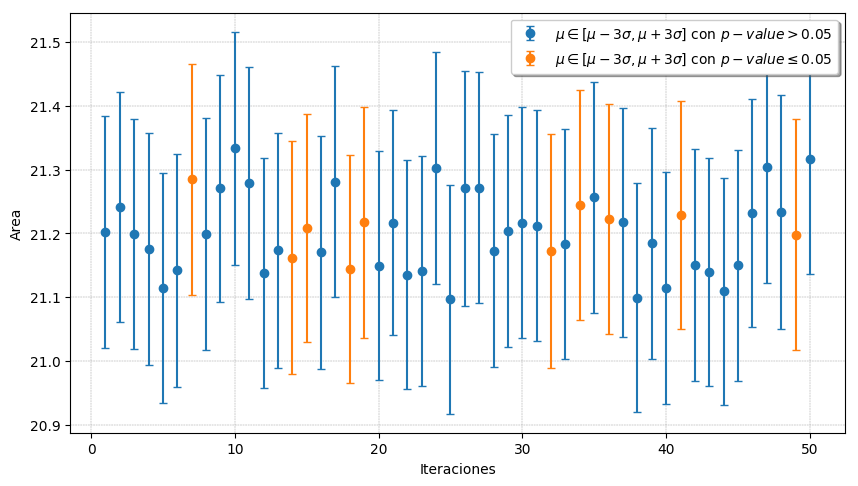 μ ∈ [μ − 3σ, μ + 3σ] con p − value > 0.05
μ ∈ [μ − 3σ, μ + 3σ] con p − value ≤ 0.05
21.5
21.4
21.3
21.2
21.1
21.0
20.9
Area
0 10 20 30 40 50
Iteraciones